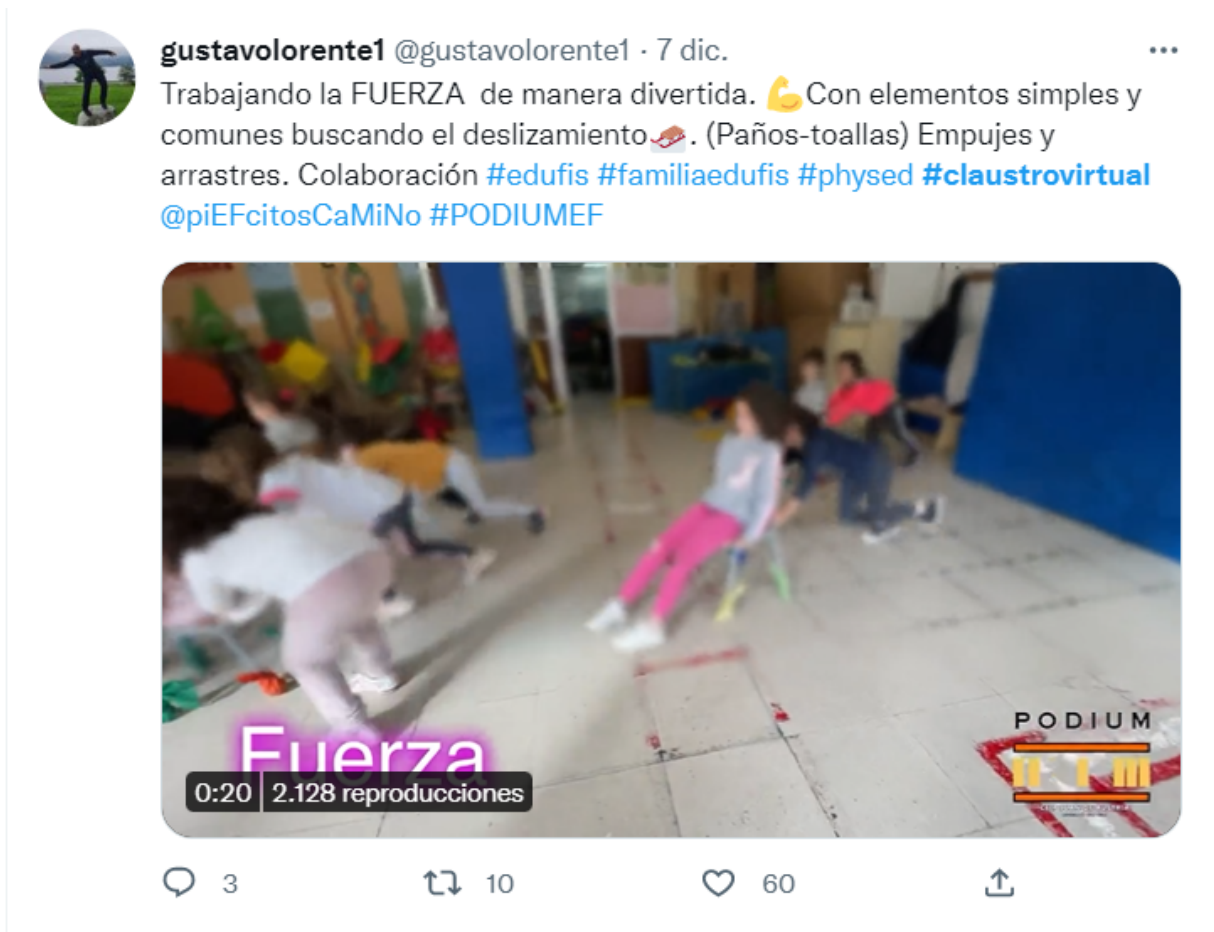 gustavolorente1 @gustavolorente1 · 7 dic.
Trabajando la FUERZA de manera divertida. 💪Con elementos simples y
comunes buscando el deslizamiento🛷. (Paños-toallas) Empujes y
arrastres. Colaboración #edufis #familiaedufis #physed #claustrovirtual
@piEFcitosCaMiNo #PODIUMEF
Fuerza
0:20 2.128 reproducciones
PODIUM
3 10 60